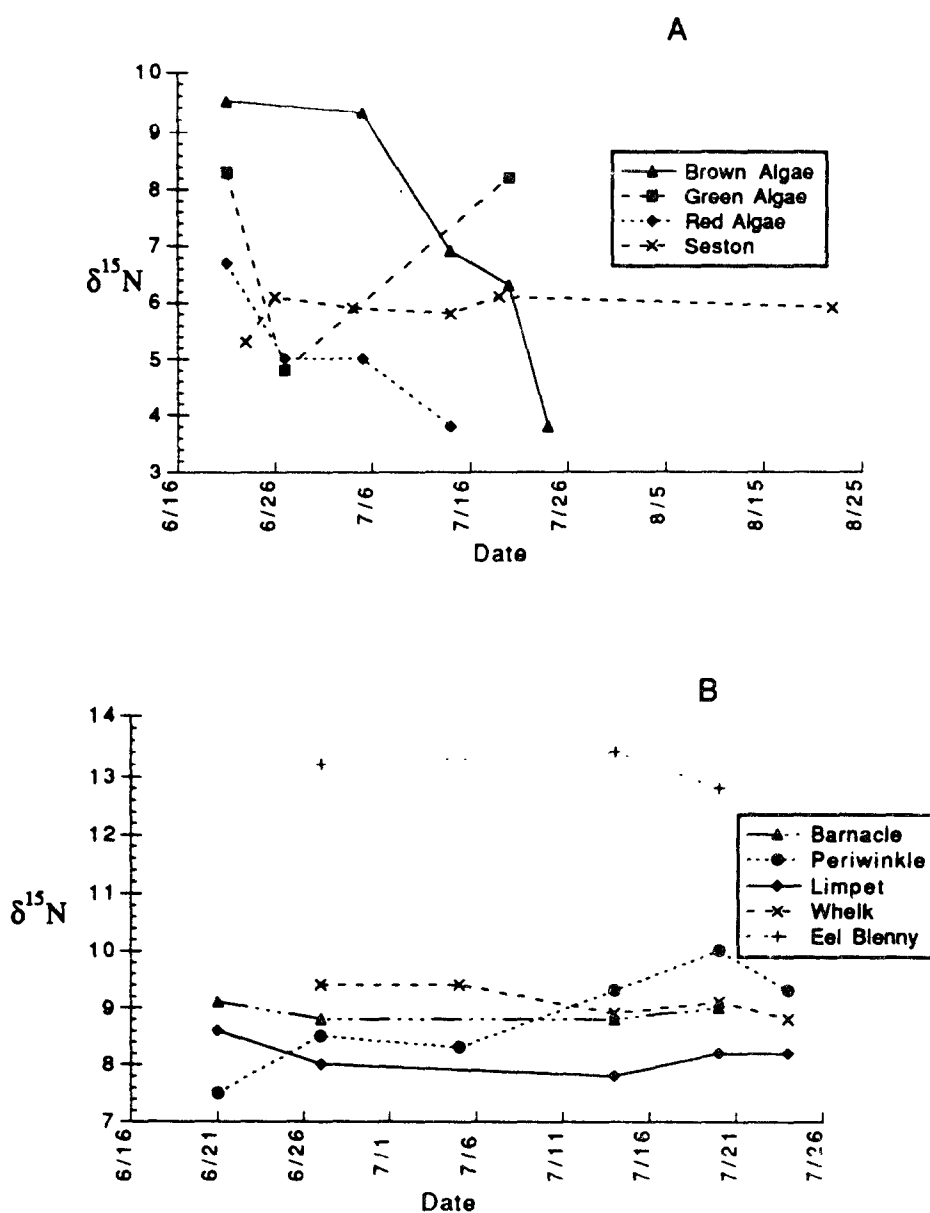 A
10
9
8
7
6
5
4
3
δ¹⁵N
Brown Algae
Green Algae
Red Algae
Seston
6/16
6/26
7/6
7/16
7/26
8/5
8/15
8/25
Date
B
14
13
12
11
10
9
8
7
δ¹⁵N
Barnacle
Periwinkle
Limpet
Whelk
Eel Blenny
6/16
6/21
6/26
7/1
7/6
7/11
7/16
7/21
7/26
Date